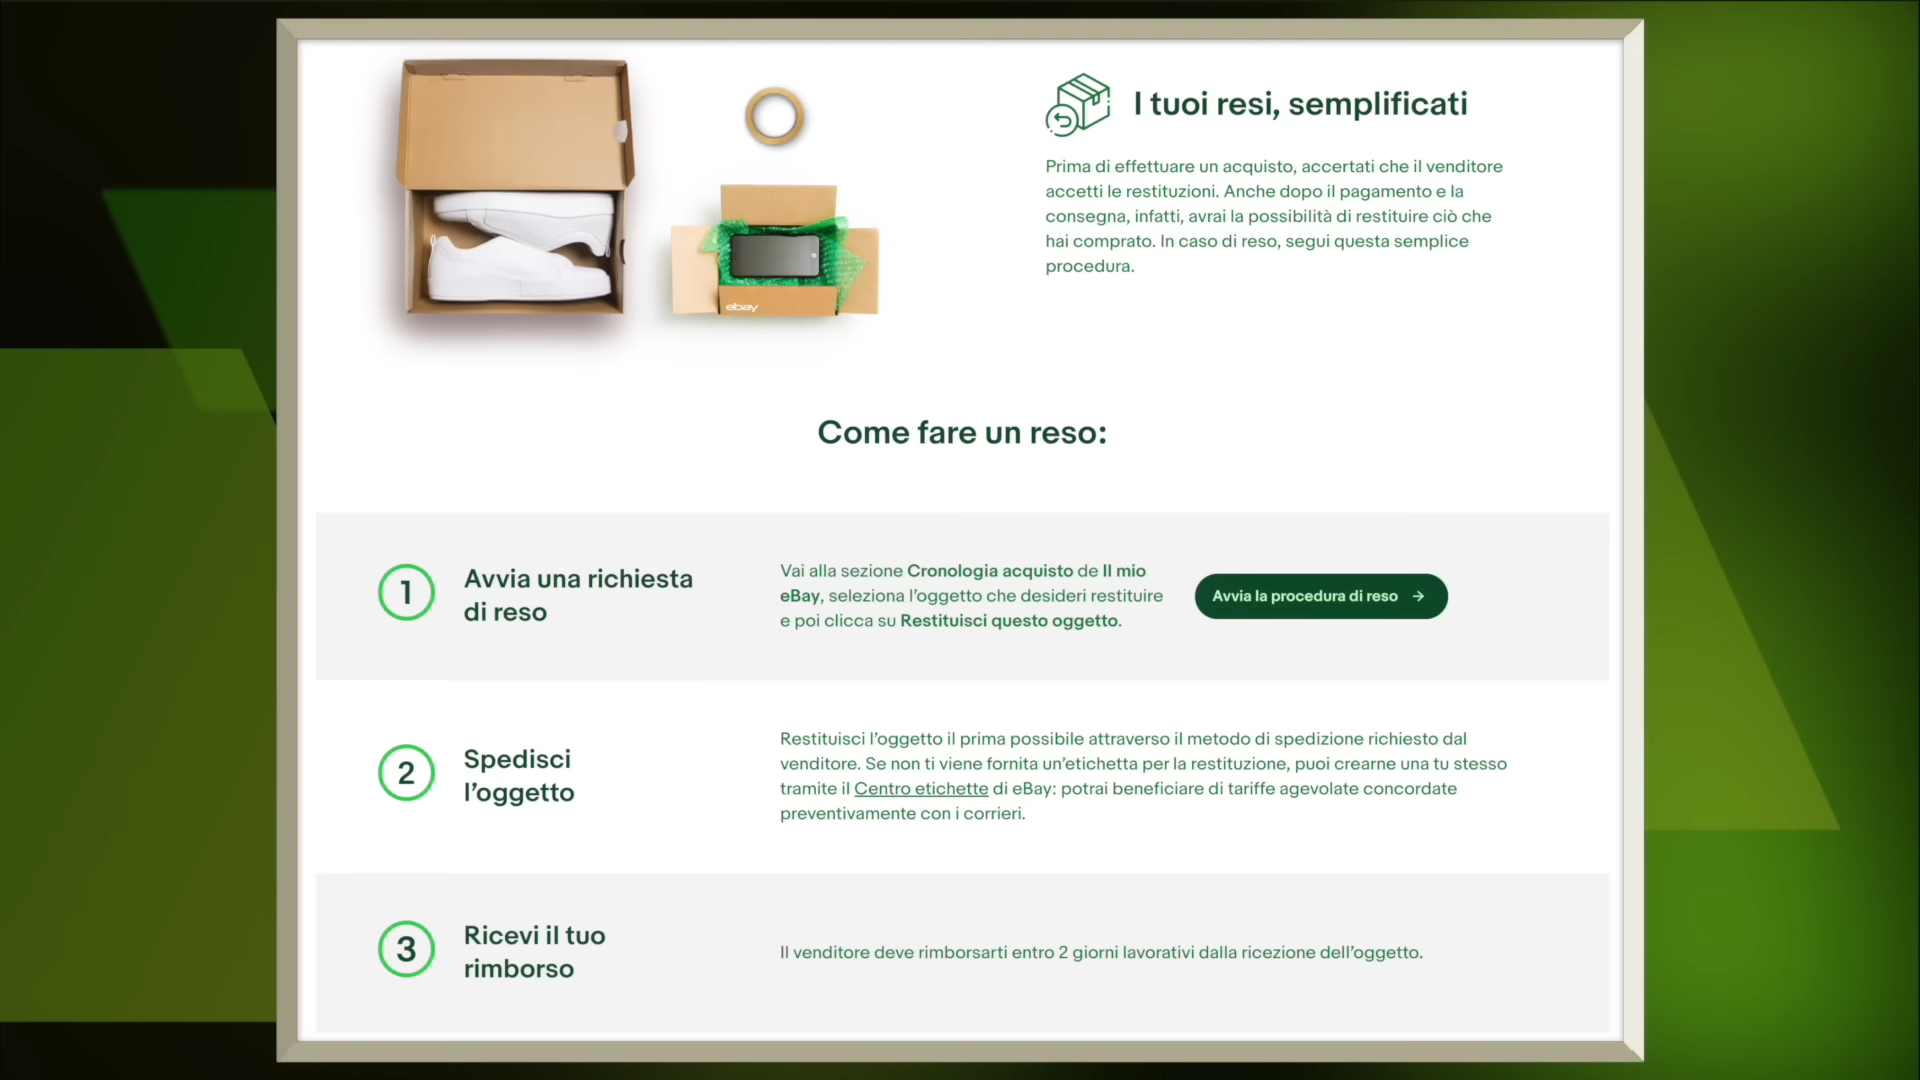 ebay
I tuoi resi, semplificati
Prima di effettuare un acquisto, accertati che il venditore
accetti le restituzioni. Anche dopo il pagamento e la
consegna, infatti, avrai la possibilità di restituire ciò che
hai comprato. In caso di reso, segui questa semplice
procedura.
Come fare un reso:
1
Avvia una richiesta
di reso
Vai alla sezione Cronologia acquisto de Il mio
eBay, seleziona l’oggetto che desideri restituire
e poi clicca su Restituisci questo oggetto.
Avvia la procedura di reso →
2
Spedisci
l’oggetto
Restituisci l’oggetto il prima possibile attraverso il metodo di spedizione richiesto dal
venditore. Se non ti viene fornita un’etichetta per la restituzione, puoi crearne una tu stesso
tramite il Centro etichette di eBay: potrai beneficiare di tariffe agevolate concordate
preventivamente con i corrieri.
3
Ricevi il tuo
rimborso
Il venditore deve rimborsarti entro 2 giorni lavorativi dalla ricezione dell’oggetto.